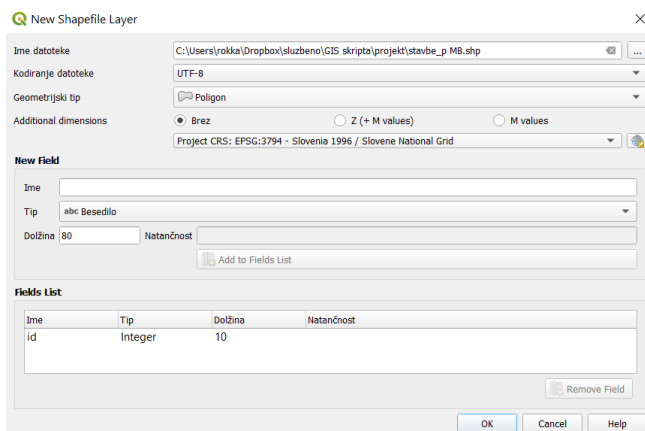 New Shapefile Layer
Ime datoteke C:\Users\rokka\Dropbox\sluzbeno\GIS skripta\projekt\stavbe_p MB.shp ...
Kodiranje datoteke UTF-8
Geometrijski tip Poligon
Additional dimensions Brez Z (+ M values) M values
Project CRS: EPSG:3794 - Slovenia 1996 / Slovene National Grid
New Field
Ime
Tip abc Besedilo
Dolžina 80 Natančnost
Add to Fields List
Fields List
Ime Tip Dolžina Natančnost
id Integer 10
Remove Field
OK Cancel Help